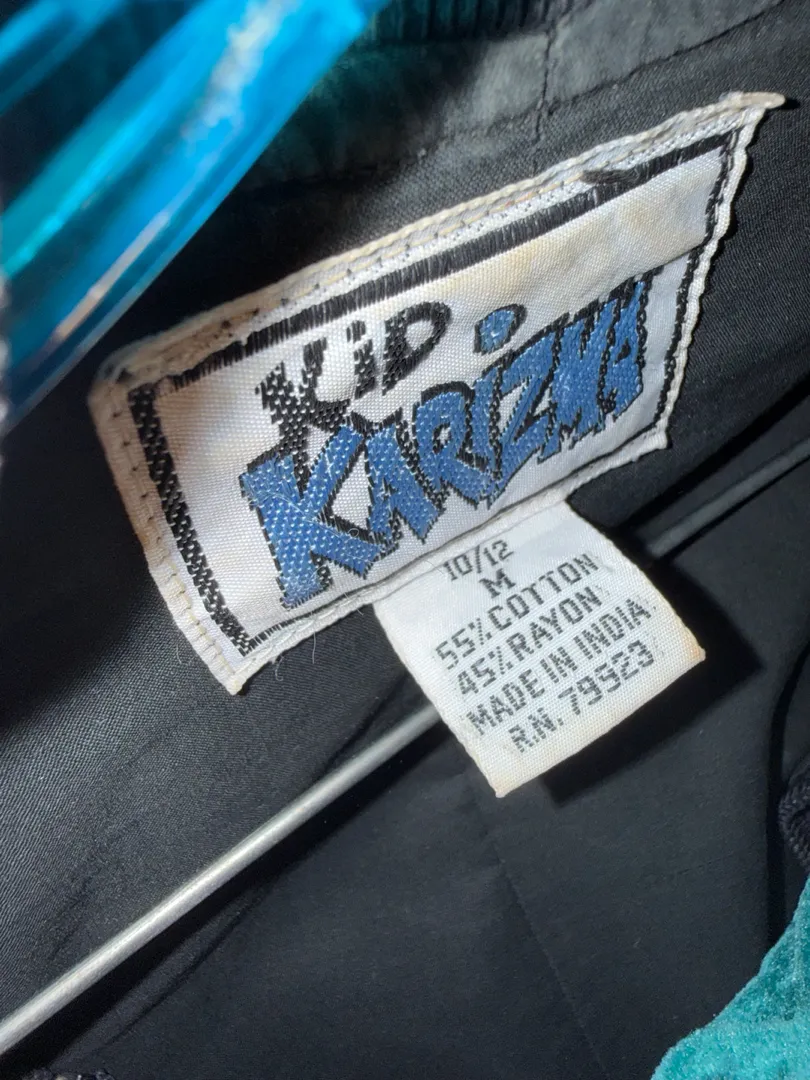 KiD
KARIZMA
10/12
M
55% COTTON
45% RAYON
MADE IN INDIA
R.N. 79523